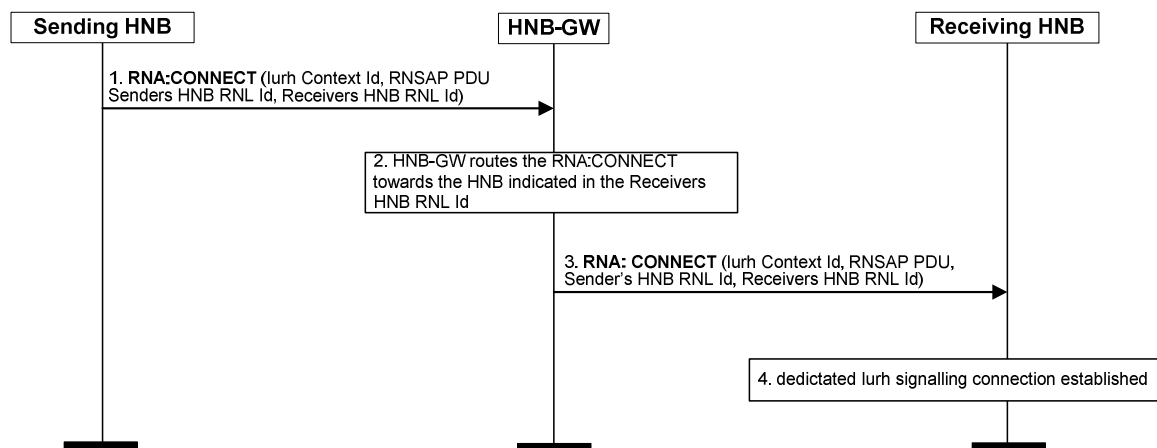 Sending HNB
HNB-GW
Receiving HNB
1. RNA:CONNECT (Iurh Context Id, RNSAP PDU
Senders HNB RNL Id, Receivers HNB RNL Id)
2. HNB-GW routes the RNA:CONNECT
towards the HNB indicated in the Receivers
HNB RNL Id
3. RNA: CONNECT (Iurh Context Id, RNSAP PDU,
Sender's HNB RNL Id, Receivers HNB RNL Id)
4. dedictated Iurh signalling connection established